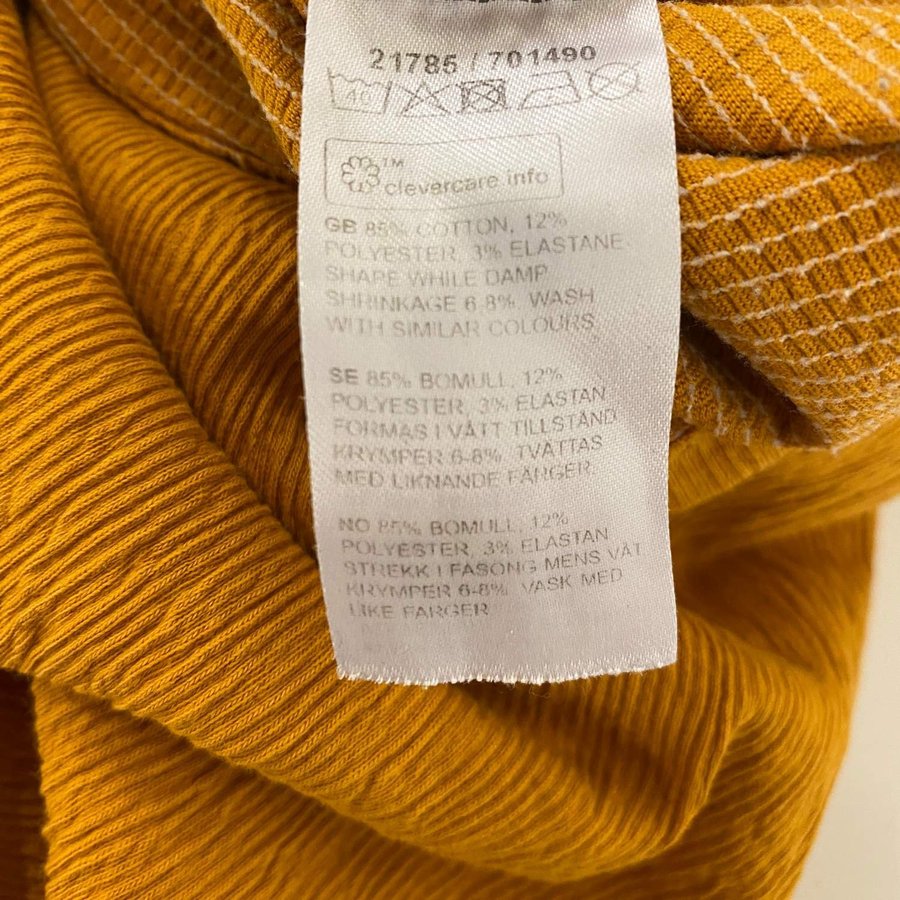 21785 / 701490
40
™
clevercare info
GB 85% COTTON, 12%
POLYESTER, 3% ELASTANE
SHAPE WHILE DAMP
SHRINKAGE 6-8% WASH
WITH SIMILAR COLOURS
SE 85% BOMULL, 12%
POLYESTER, 3% ELASTAN
FORMAS I VÅTT TILLSTÅND
KRYMPER 6-8% TVÄTTAS
MED LIKNANDE FÄRGER
NO 85% BOMULL, 12%
POLYESTER, 3% ELASTAN
STREKK I FASONG MENS VÅT
KRYMPER 6-8% VASK MED
LIKE FARGER